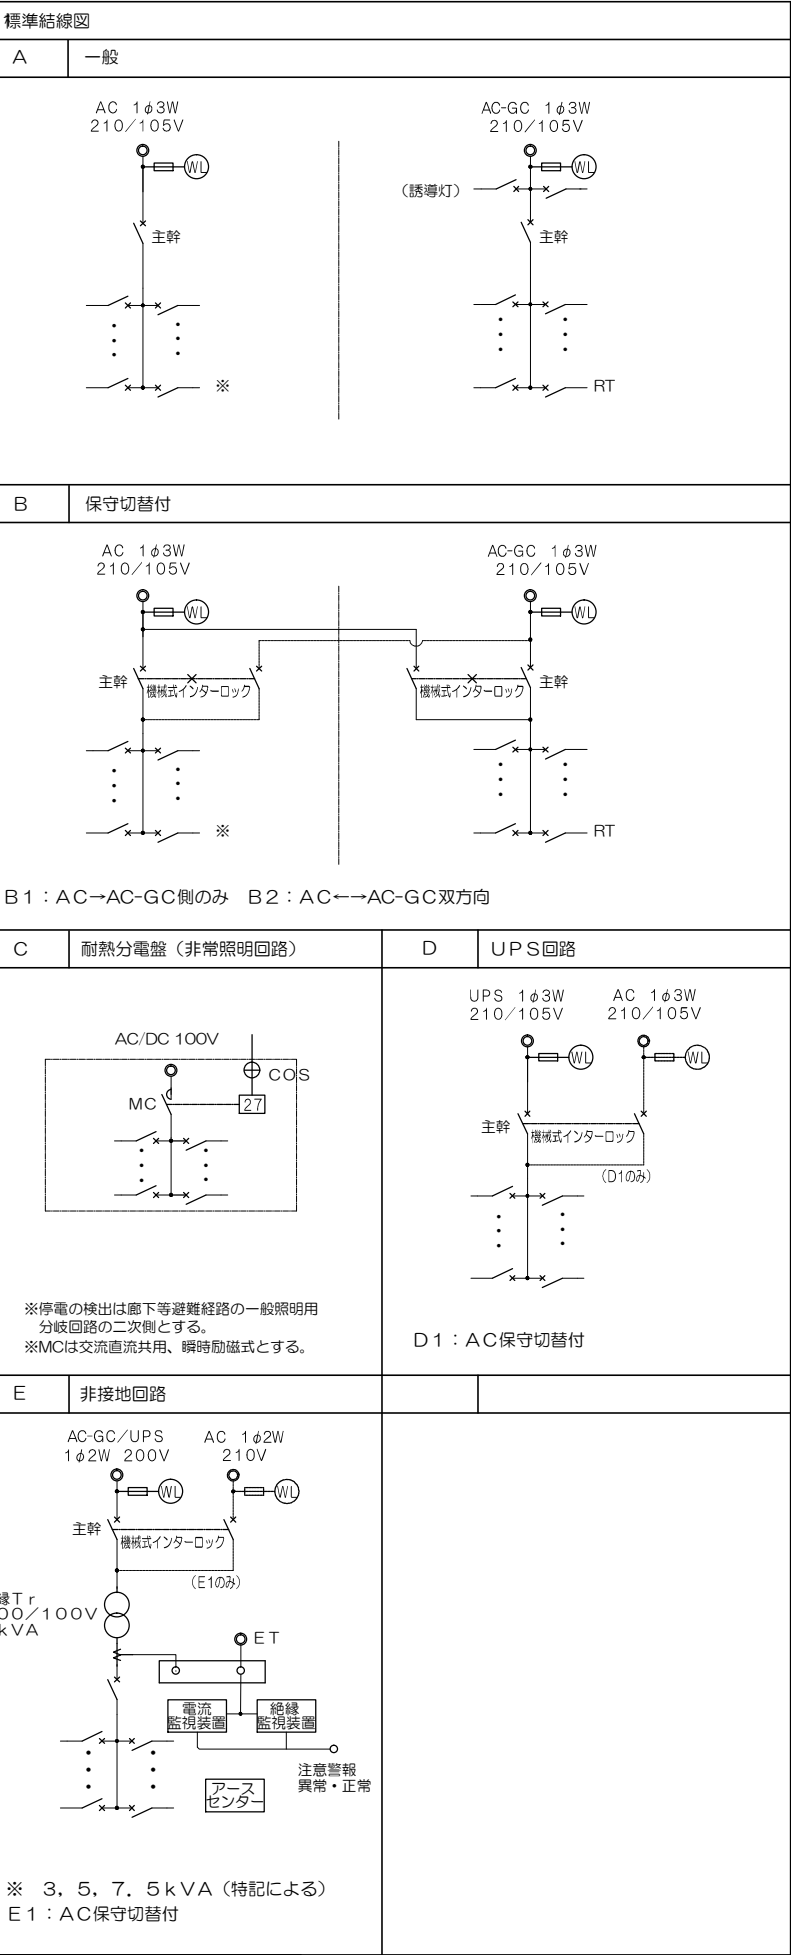 標準結線図
A 一般
AC 1φ3W
210/105V
WL
主幹
※
AC-GC 1φ3W
210/105V
WL
(誘導灯)
主幹
RT
B 保守切替付
AC 1φ3W
210/105V
WL
主幹
機械式インターロック
※
AC-GC 1φ3W
210/105V
WL
機械式インターロック
主幹
RT
B1:AC→AC-GC側のみ B2:AC←→AC-GC双方向
C 耐熱分電盤(非常照明回路)
AC/DC 100V
COS
MC
27
※停電の検出は廊下等避難経路の一般照明用
分岐回路の二次側とする。
※MCは交流直流共用、瞬時励磁式とする。
D UPS回路
UPS 1φ3W
210/105V
AC 1φ3W
210/105V
WL
WL
主幹
機械式インターロック
(D1のみ)
D1:AC保守切替付
E 非接地回路
AC-GC/UPS
1φ2W 200V
AC 1φ2W
210V
WL
WL
主幹
機械式インターロック
(E1のみ)
縁Tr
00/100V
kVA
ET
電流
監視装置
絶縁
監視装置
注意警報
異常・正常
アース
センター
※ 3,5,7.5kVA(特記による)
E1:AC保守切替付